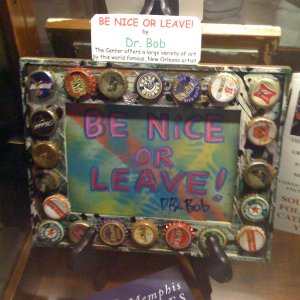 BE NICE OR LEAVE!
by
Dr. Bob
The Center offers a large variety of art
by this world famous, New Orleans artist
BE NICE
OR
LEAVE!
DR. Bob
Memphis